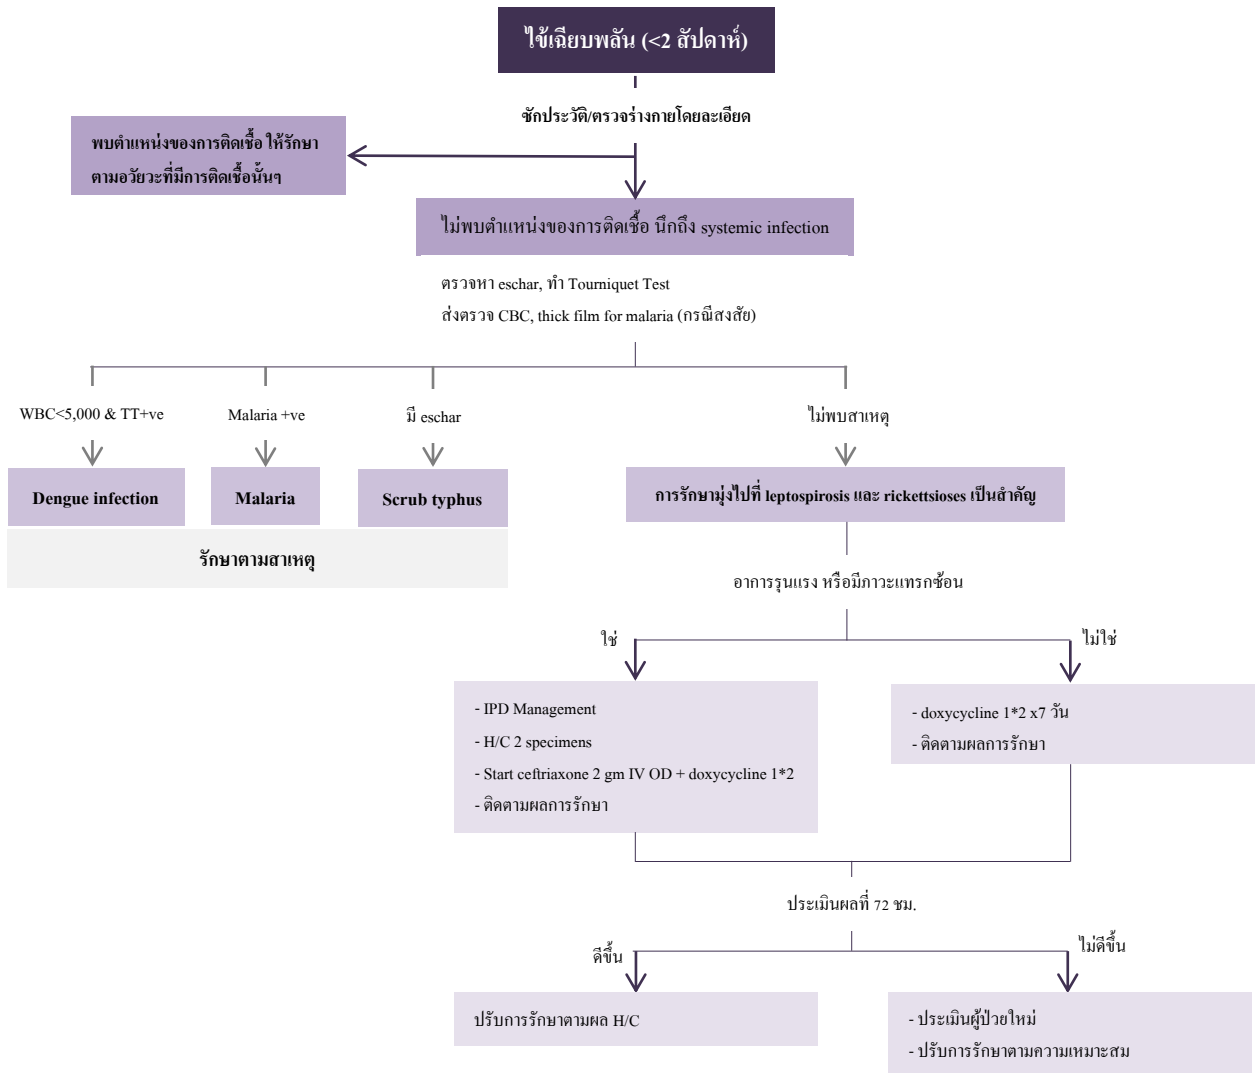 ไข้เฉียบพลัน (<2 สัปดาห์)
ซักประวัติ/ตรวจร่างกายโดยละเอียด
พบตำแหน่งของการติดเชื้อ ให้รักษา
ตามอวัยวะที่มีการติดเชื้อนั้นๆ
ไม่พบตำแหน่งของการติดเชื้อ นึกถึง systemic infection
ตรวจหา eschar, ทำ Tourniquet Test
ส่งตรวจ CBC, thick film for malaria (กรณีสงสัย)
WBC<5,000 & TT+ve
Malaria +ve
มี eschar
ไม่พบสาเหตุ
Dengue infection
Malaria
Scrub typhus
การรักษามุ่งไปที่ leptospirosis และ rickettsioses เป็นสำคัญ
รักษาตามสาเหตุ
อาการรุนแรง หรือมีภาวะแทรกซ้อน
ใช่
ไม่ใช่
- IPD Management
- H/C 2 specimens
- Start ceftriaxone 2 gm IV OD + doxycycline 1*2
- ติดตามผลการรักษา
- doxycycline 1*2 x7 วัน
- ติดตามผลการรักษา
ประเมินผลที่ 72 ชม.
ดีขึ้น
ไม่ดีขึ้น
ปรับการรักษาตามผล H/C
- ประเมินผู้ป่วยใหม่
- ปรับการรักษาตามความเหมาะสม